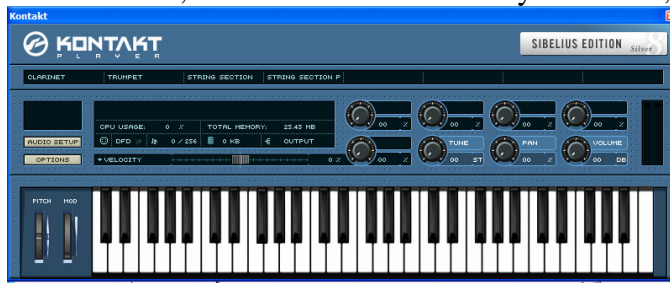 Kontakt
KONTAKT
PLAYER
SIBELIUS EDITION Silver
CLARINET TRUMPET STRING SECTION STRING SECTION P
CPU USAGE: 0 % TOTAL MEMORY: 25.45 MB
AUDIO SETUP DFD 0 / 256 0 KB OUTPUT
OPTIONS VELOCITY 0 %
00 % 00 % 00 % 00 %
TUNE PAN VOLUME
00 % 00 ST 00 % 00 DB
PITCH MOD